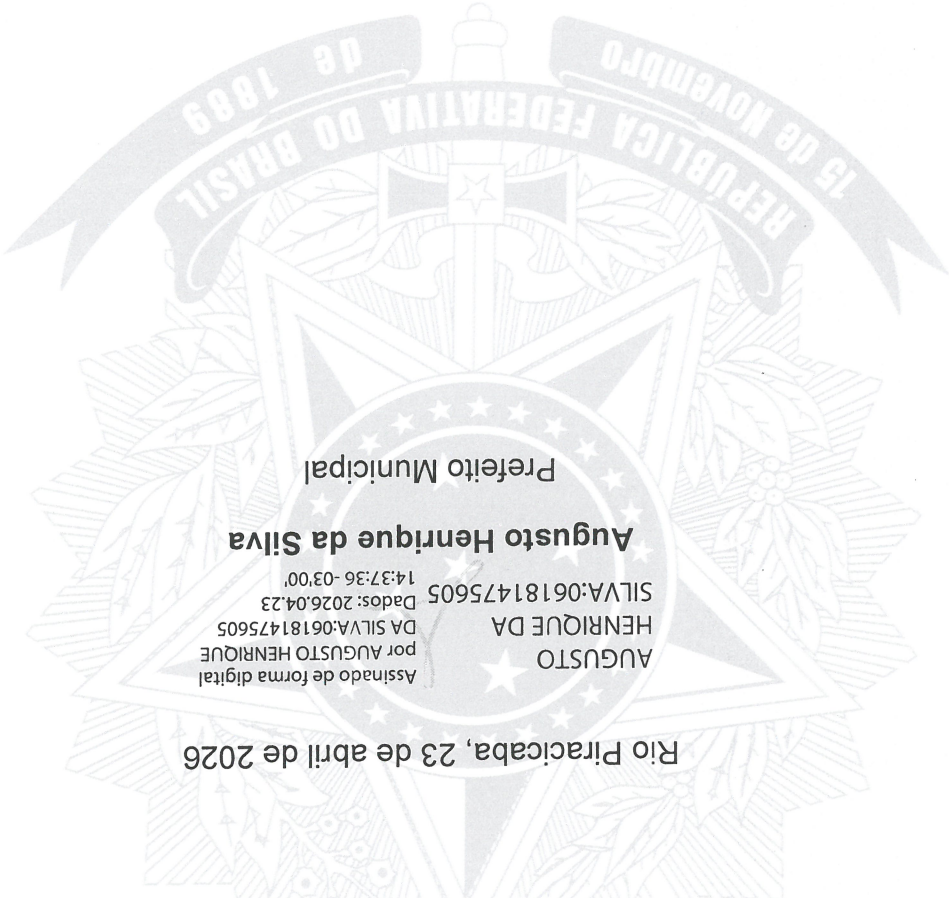 Rio Piracicaba, 23 de abril de 2026
AUGUSTO
HENRIQUE DA
SILVA:06181475605
Assinado de forma digital
por AUGUSTO HENRIQUE
DA SILVA:06181475605
Dados: 2026.04.23
14:37:36 -03'00'
Augusto Henrique da Silva
Prefeito Municipal
REPÚBLICA FEDERATIVA DO BRASIL
15 de Novembro
de 1889